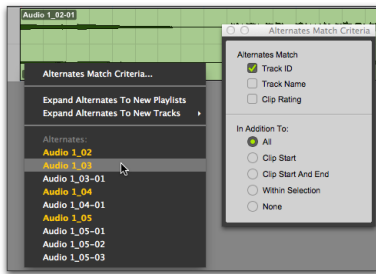 Audio 1_02-01
Alternates Match Criteria...
Expand Alternates To New Playlists
Expand Alternates To New Tracks
Alternates:
Audio 1_02
Audio 1_03
Audio 1_03-01
Audio 1_04
Audio 1_04-01
Audio 1_05
Audio 1_05-01
Audio 1_05-02
Audio 1_05-03
Alternates Match Criteria
Alternates Match
Track ID
Track Name
Clip Rating
In Addition To:
All
Clip Start
Clip Start And End
Within Selection
None